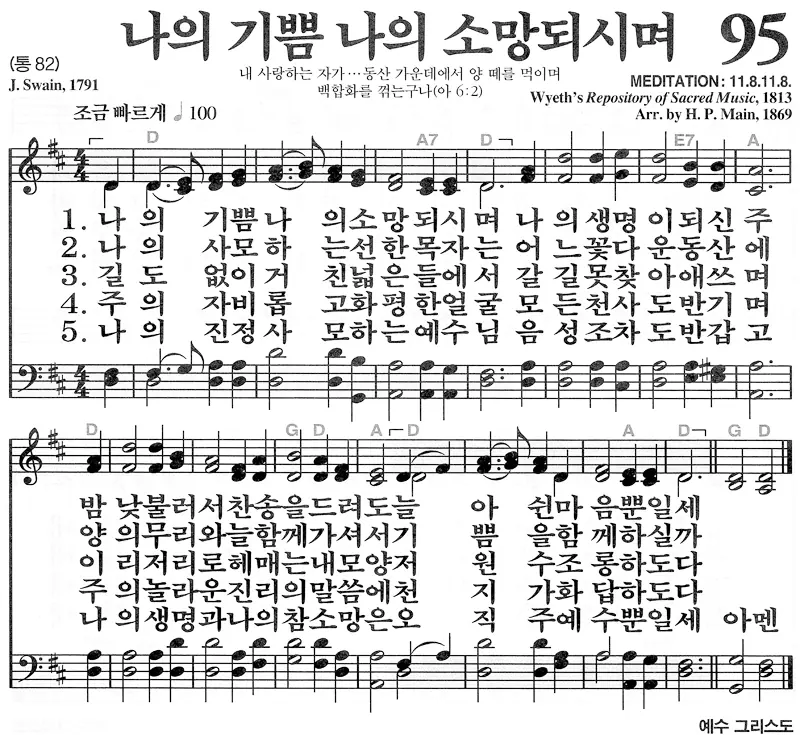 나의 기쁨 나의 소망되시며 95
(통 82)
J. Swain, 1791
내 사랑하는 자가…동산 가운데에서 양 떼를 먹이며
백합화를 꺾는구나(아 6:2)
MEDITATION: 11.8.11.8.
Wyeth's Repository of Sacred Music, 1813
Arr. by H. P. Main, 1869
조금 빠르게 ♩ 100
D A7 D E7 A
1. 나 의 기쁨 나 의소 망되시 며 나 의생 명 이되신 주
2. 나 의 사모 하 는선 한목자 는 어 느꽃 다 운동산 에
3. 길 도 없이 거 친넓 은들에 서 갈 길못 찾 아애쓰 며
4. 주 의 자비 롭 고화 평한얼 굴 모 든천 사 도반기 며
5. 나 의 진정 사 모하 는예수 님 음 성조 차 도반갑 고
D G D A D A D G D
밤 낮불러서찬송을드려도늘 아 쉰마 음뿐일세
양 의무리와늘함께가셔서기 쁨 을함 께하실까
이 리저리로헤매는내모양저 원 수조 롱하도다
주 의놀라운진리의말씀에천 지 가화 답하도다
나 의생명과나의참소망은오 직 주예 수뿐일세 아멘
예수 그리스도